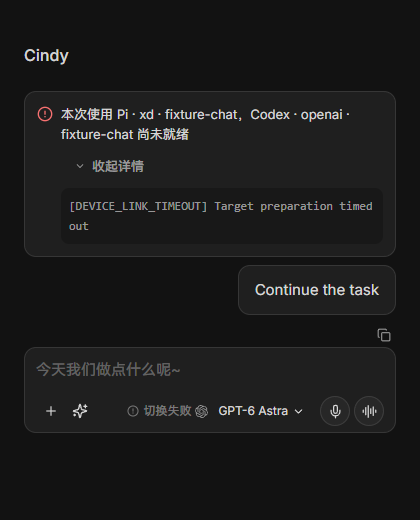 Cindy
本次使用 Pi · xd · fixture-chat，Codex · openai ·
fixture-chat 尚未就绪
收起详情
[DEVICE_LINK_TIMEOUT] Target preparation timed
out
Continue the task
今天我们做点什么呢~
切换失败 GPT-6 Astra